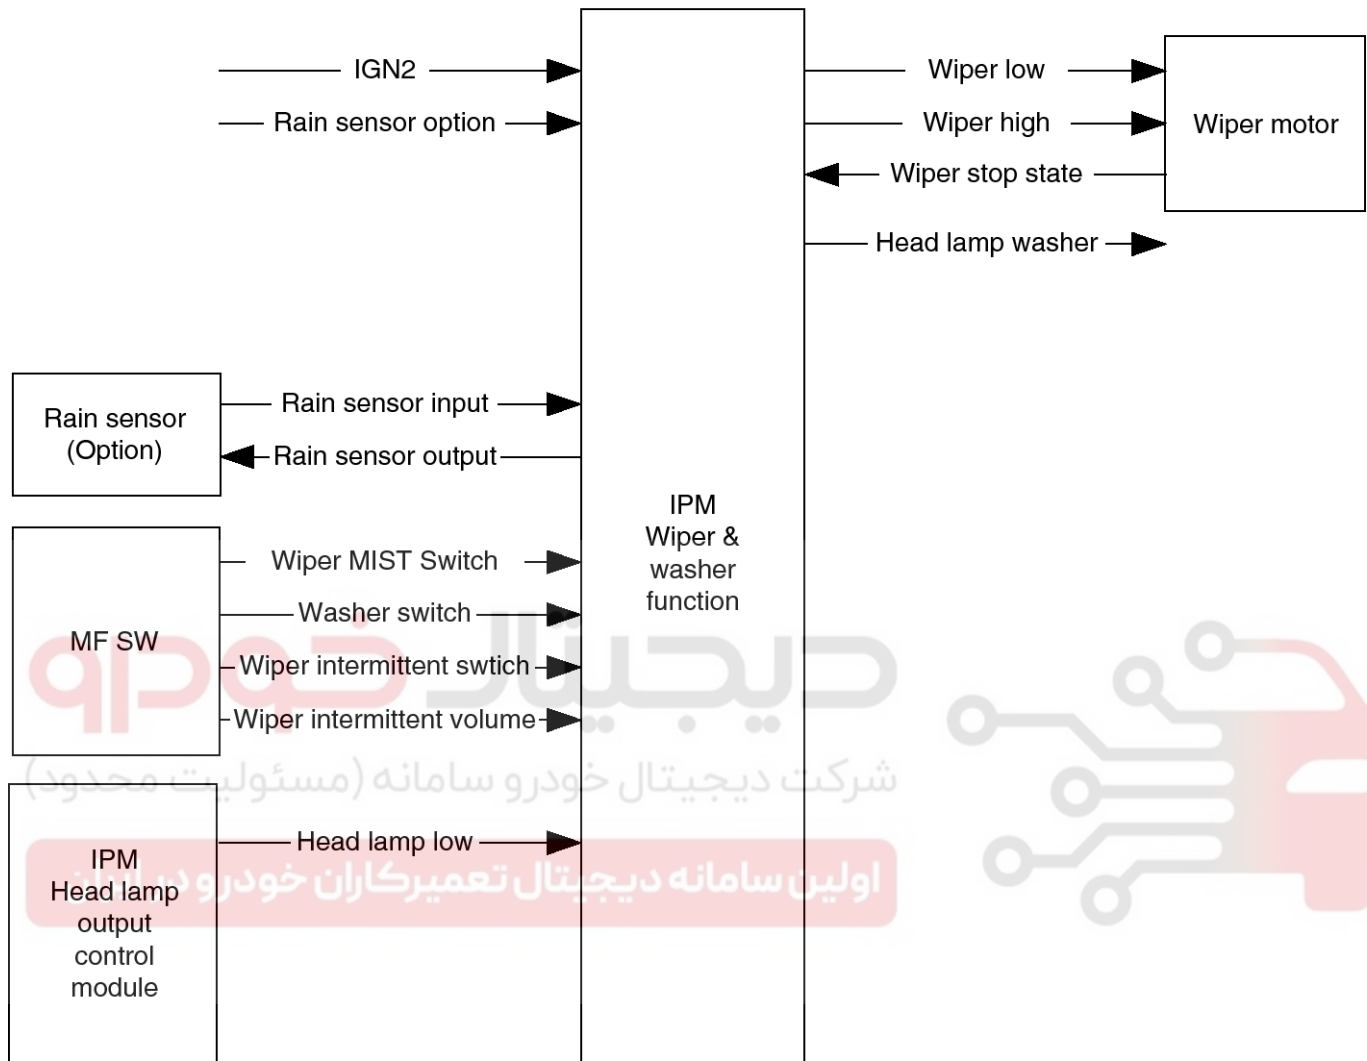 IGN2
Rain sensor option
Wiper low
Wiper high
Wiper stop state
Head lamp washer
Wiper motor
Rain sensor
(Option)
Rain sensor input
Rain sensor output
IPM
Wiper &
washer
function
MF SW
Wiper MIST Switch
Washer switch
Wiper intermittent swtich
Wiper intermittent volume
IPM
Head lamp
output
control
module
Head lamp low
دیجیتال خودرو
شرکت دیجیتال خودرو سامانه (مسئولیت محدود)
اولین سامانه دیجیتال تعمیرکاران خودرو در ایران